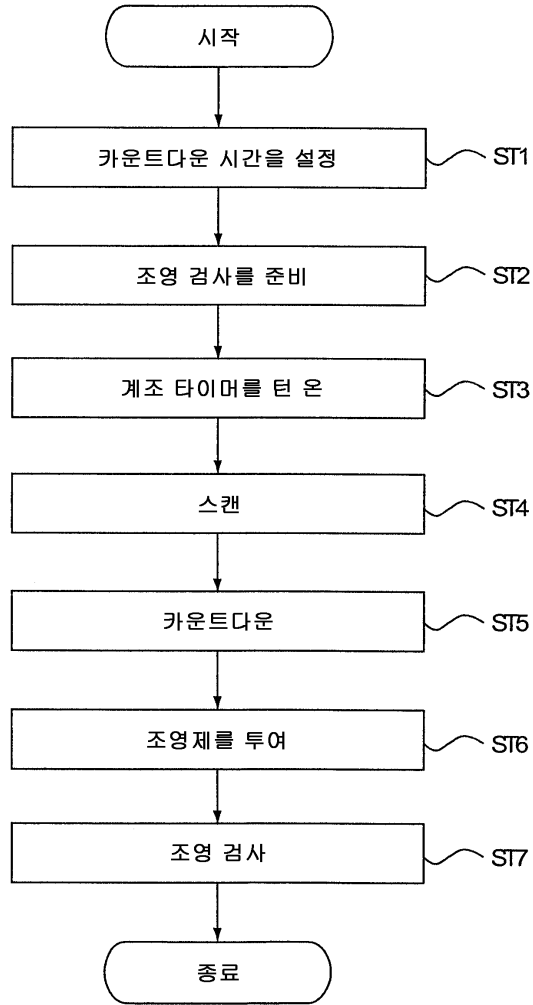 시작
카운트다운 시간을 설정
ST1
조영 검사를 준비
ST2
계조 타이머를 턴 온
ST3
스캔
ST4
카운트다운
ST5
조영제를 투여
ST6
조영 검사
ST7
종료